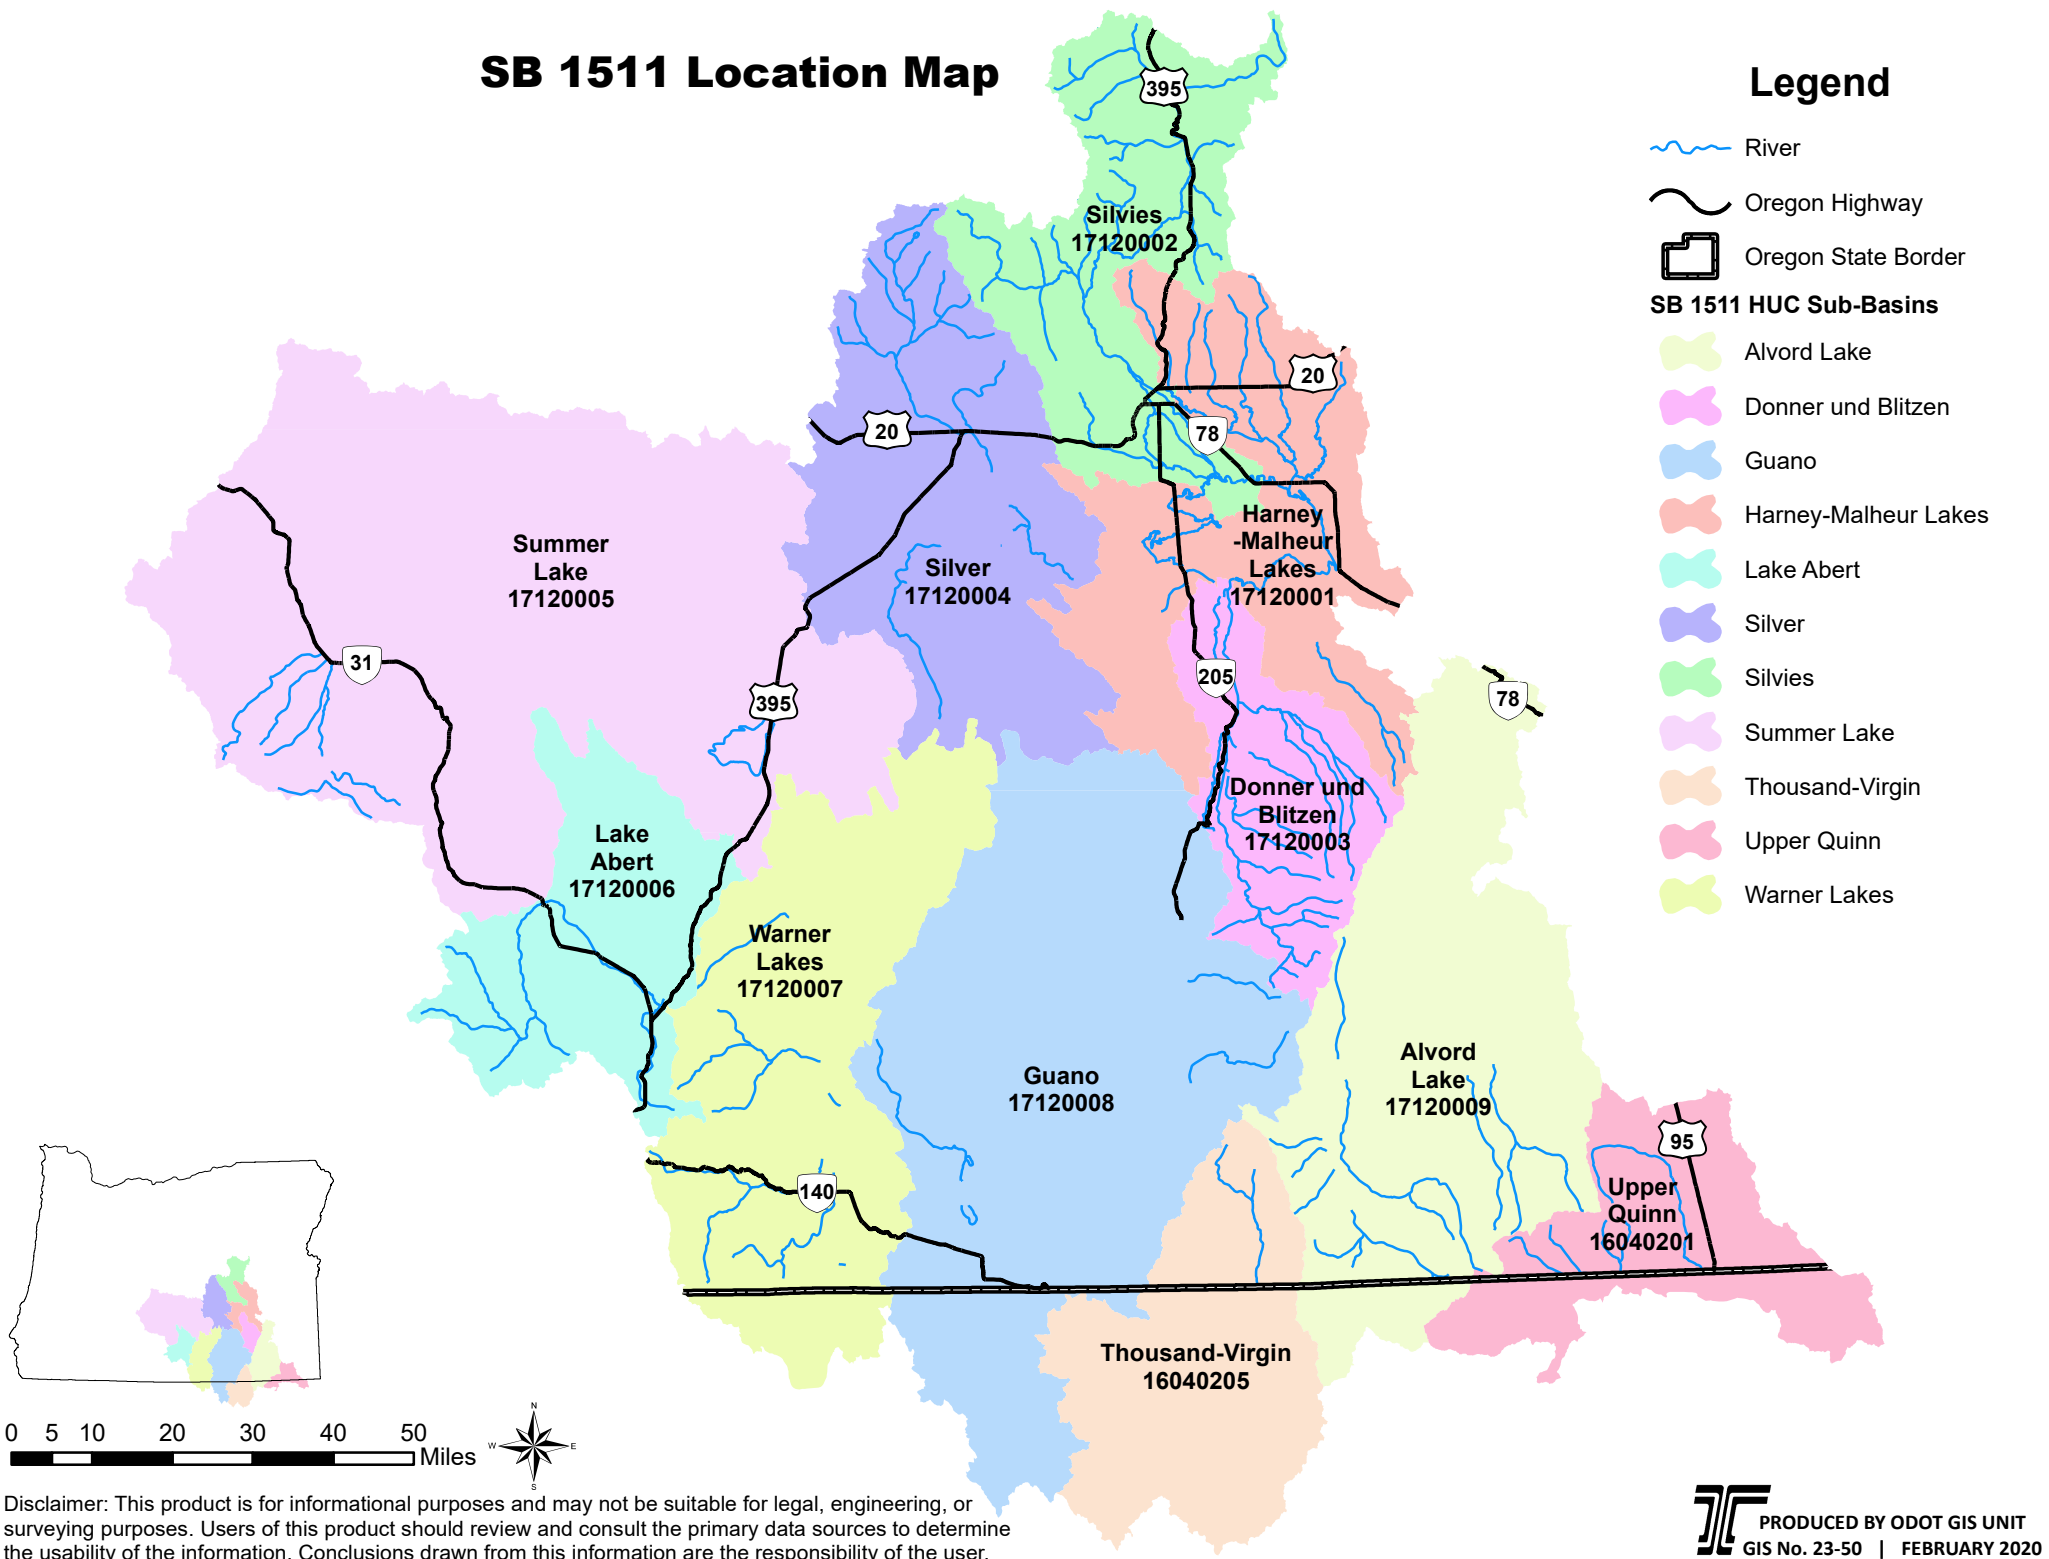 SB 1511 Location Map
395
Silvies
17120002
20
20
78
Harney
-Malheur
Lakes
17120001
Summer
Lake
17120005
Silver
17120004
31
395
205
78
Donner und
Blitzen
17120003
Lake
Abert
17120006
Warner
Lakes
17120007
Guano
17120008
Alvord
Lake
17120009
95
140
Upper
Quinn
16040201
Thousand-Virgin
16040205
Legend
River
Oregon Highway
Oregon State Border
SB 1511 HUC Sub-Basins
Alvord Lake
Donner und Blitzen
Guano
Harney-Malheur Lakes
Lake Abert
Silver
Silvies
Summer Lake
Thousand-Virgin
Upper Quinn
Warner Lakes
0 5 10 20 30 40 50
Miles
N
W E
S
Disclaimer: This product is for informational purposes and may not be suitable for legal, engineering, or
surveying purposes. Users of this product should review and consult the primary data sources to determine
the usability of the information. Conclusions drawn from this information are the responsibility of the user.
PRODUCED BY ODOT GIS UNIT
GIS No. 23-50 | FEBRUARY 2020